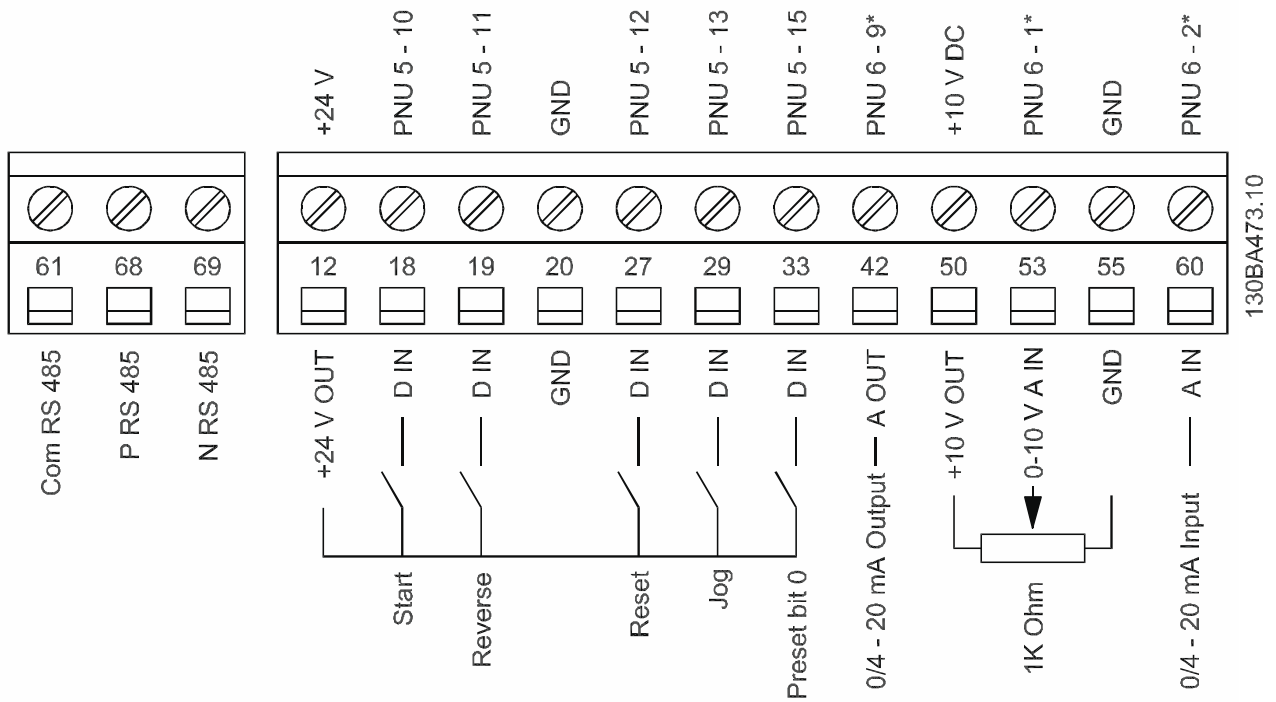 +24 V
PNU 5 - 10
PNU 5 - 11
GND
PNU 5 - 12
PNU 5 - 13
PNU 5 - 15
PNU 6 - 9*
+10 V DC
PNU 6 - 1*
GND
PNU 6 - 2*
61 68 69
12 18 19 20 27 29 33 42 50 53 55 60
130BA473.10
Com RS 485
P RS 485
N RS 485
+24 V OUT
D IN
D IN
GND
D IN
D IN
D IN
0/4 - 20 mA Output
A OUT
+10 V OUT
0-10 V A IN
GND
A IN
Start
Reverse
Reset
Jog
Preset bit 0
1K Ohm
0/4 - 20 mA Input